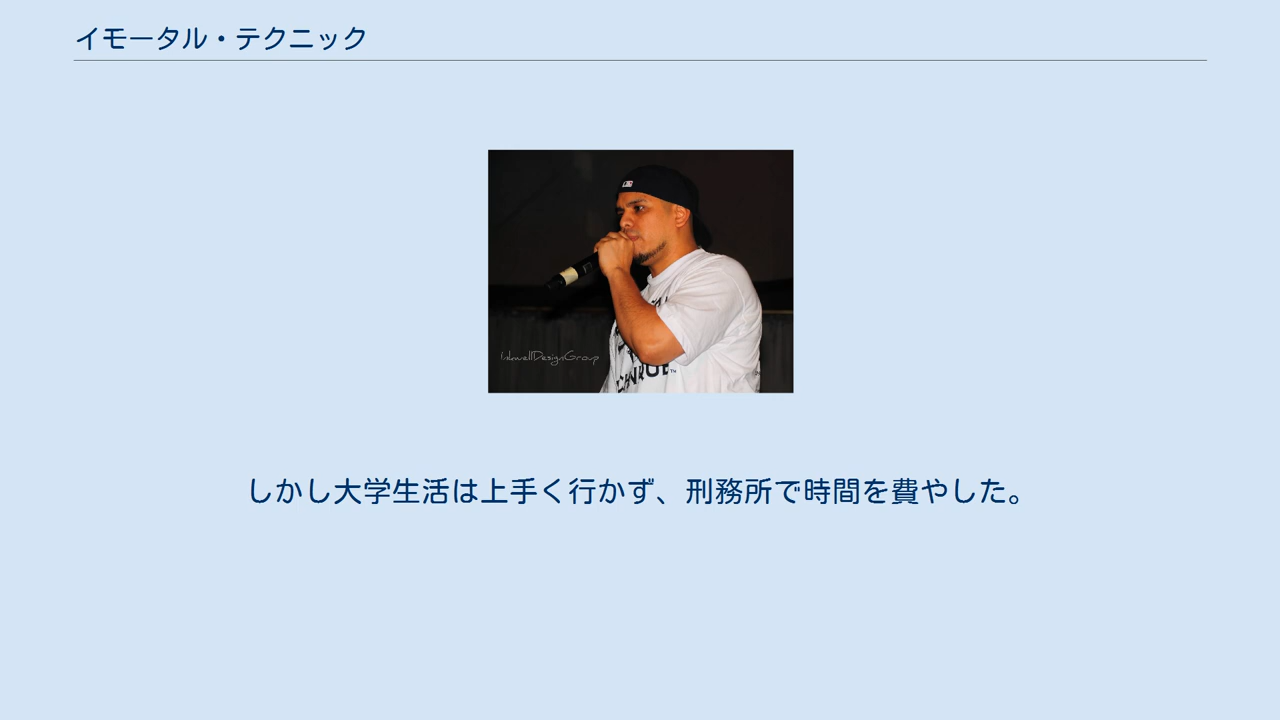 イモータル・テクニック
InkwellDesignGroup
しかし大学生活は上手く行かず、刑務所で時間を費やした。